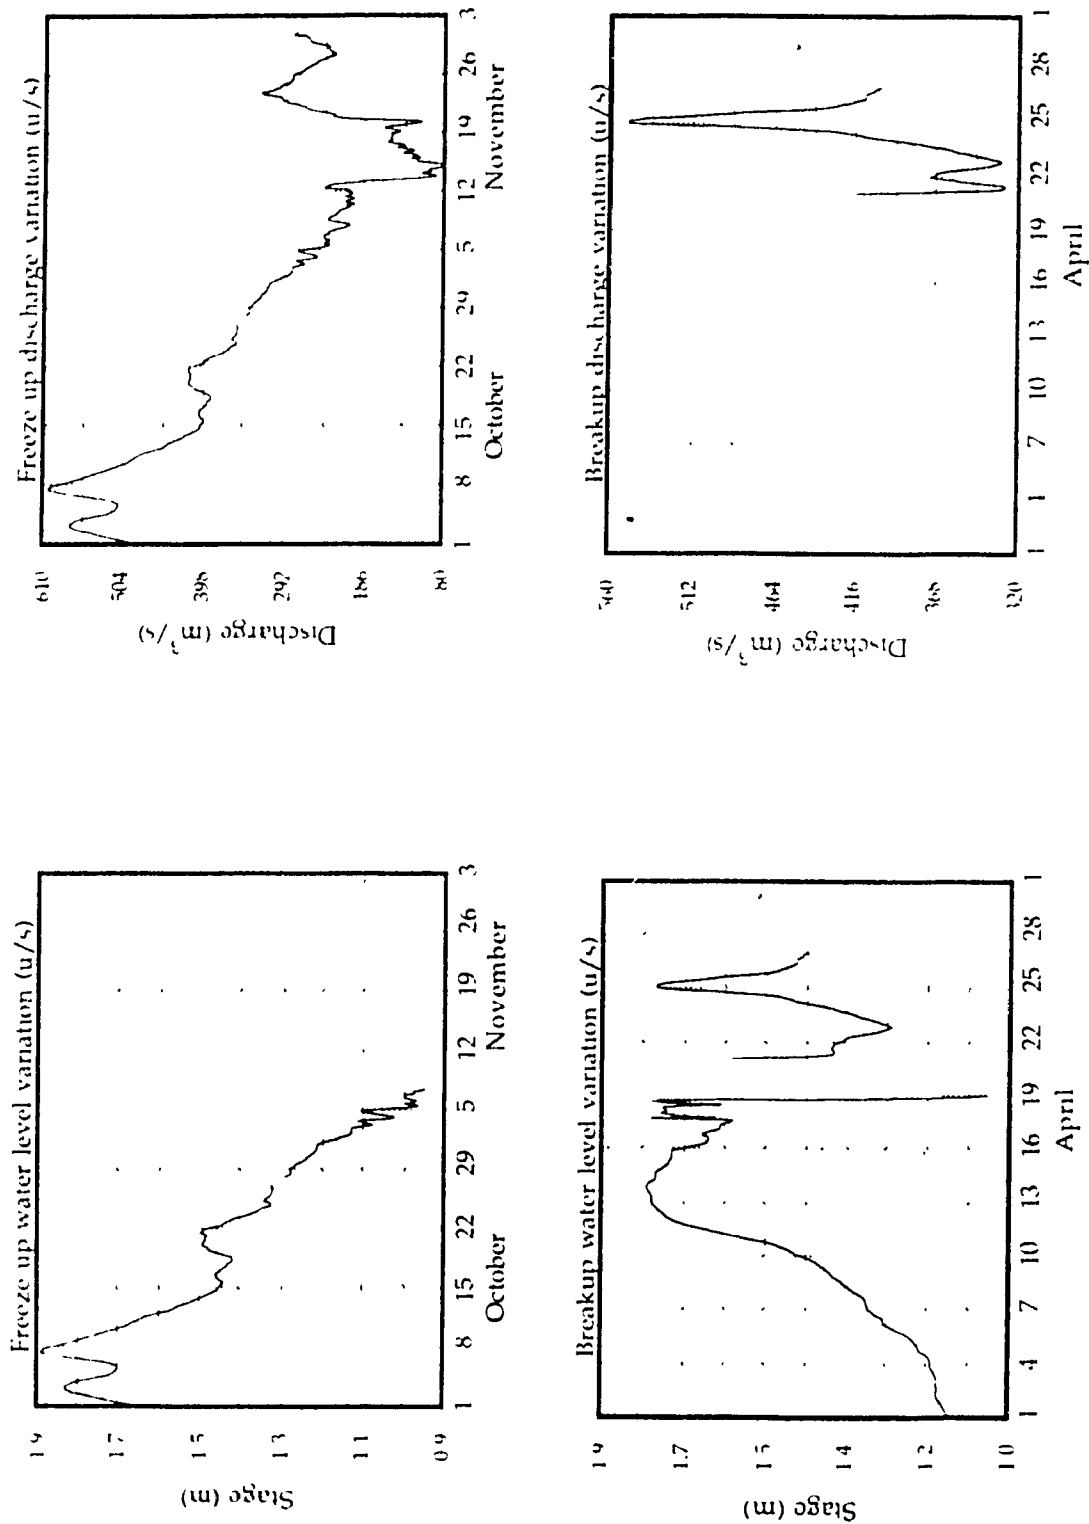 Freeze up water level variation (u/s)
Stage (m)
1 9
1 7
1 5
1 3
1 1
0 9
1 8 15 22 29 5 12 19 26 3
October November
Freeze up discharge variation (u/s)
Discharge (m³/s)
610
504
398
292
186
80
1 8 15 22 29 5 12 19 26 3
October November
Breakup water level variation (u/s)
Stage (m)
1 9
1.7
1 5
1 4
1 2
1 0
1 4 7 10 13 16 19 22 25 28 1
April
Breakup discharge variation (u/s)
Discharge (m³/s)
560
512
464
416
368
320
1 7 10 13 16 19 22 25 28 1
April